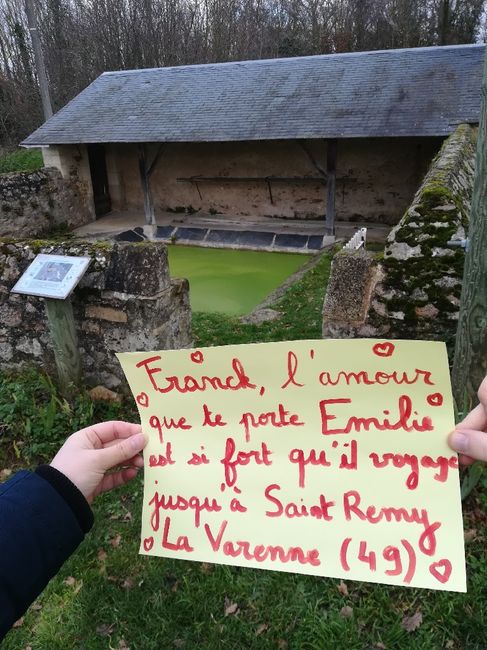 Franck, l'amour
que te porte Emilie
est si fort qu'il voyage
jusqu'à Saint Remy
La Varenne (49)